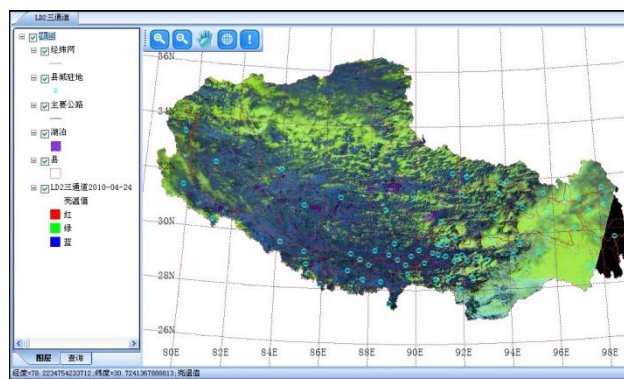 LD2三通道
经纬网
县城驻地
主要公路
湖泊
县
LD2三通道2010-04-24
亮温值
红
绿
蓝
图层 查询
36N
34N
32N
30N
28N
26N
80E 82E 84E 86E 88E 90E 92E 94E 96E 98E
经度=78.2234754233712;纬度=30.7241367888813;亮温值